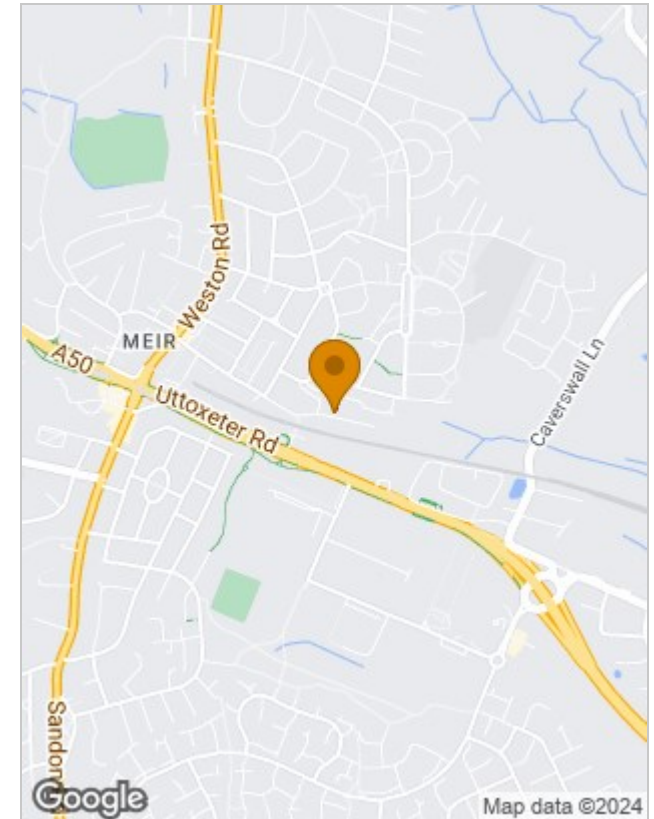 Weston Rd
MEIR
A50
Uttoxeter Rd
Caverswall Ln
Sandon
Google
Map data ©2024